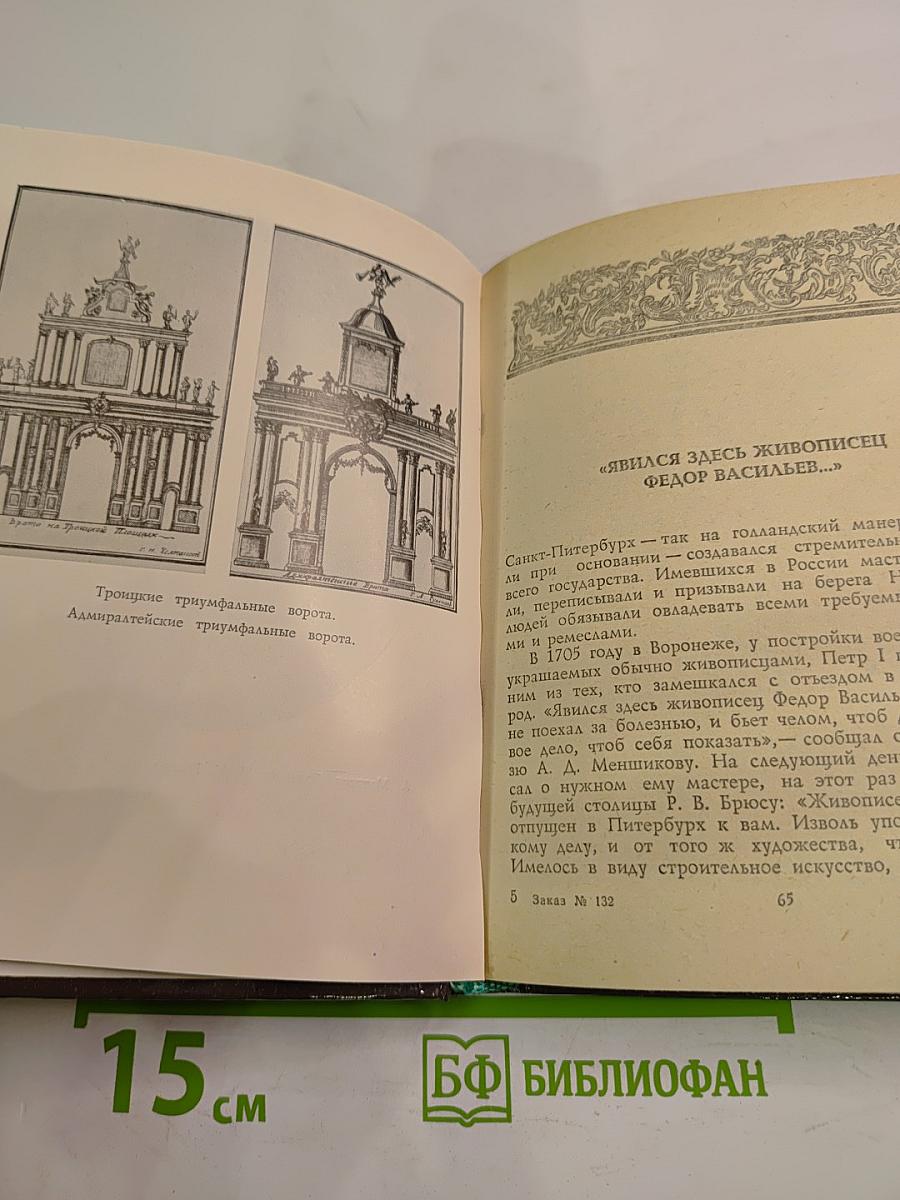 Врата на Троицкой Площаде
Адмиралтейския Врата
Троицкие триумфальные ворота.
Адмиралтейские триумфальные ворота.
«ЯВИЛСЯ ЗДЕСЬ ЖИВОПИСЕЦ
ФЕДОР ВАСИЛЬЕВ...»
Санкт-Питербурх — так на голландский манер
ли при основании — создавался стремитель
всего государства. Имевшихся в России маст
ли, переписывали и призывали на берега Н
людей обязывали овладевать всеми требуем
ми и ремеслами.
В 1705 году в Воронеже, у постройки вое
украшаемых обычно живописцами, Петр I
ним из тех, кто замешкался с отъездом в
род. «Явился здесь живописец Федор Василь
не поехал за болезнью, и бьет челом, чтоб
вое дело, чтоб себя показать»,— сообщал с
зю А. Д. Меншикову. На следующий ден
сал о нужном ему мастере, на этот раз
будущей столицы Р. В. Брюсу: «Живописе
отпущен в Питербурх к вам. Изволь упо
кому делу, и от того ж художества, ч
Имелось в виду строительное искусство,
5 Заказ № 132
65
15 см
БФ БИБЛИОФАН